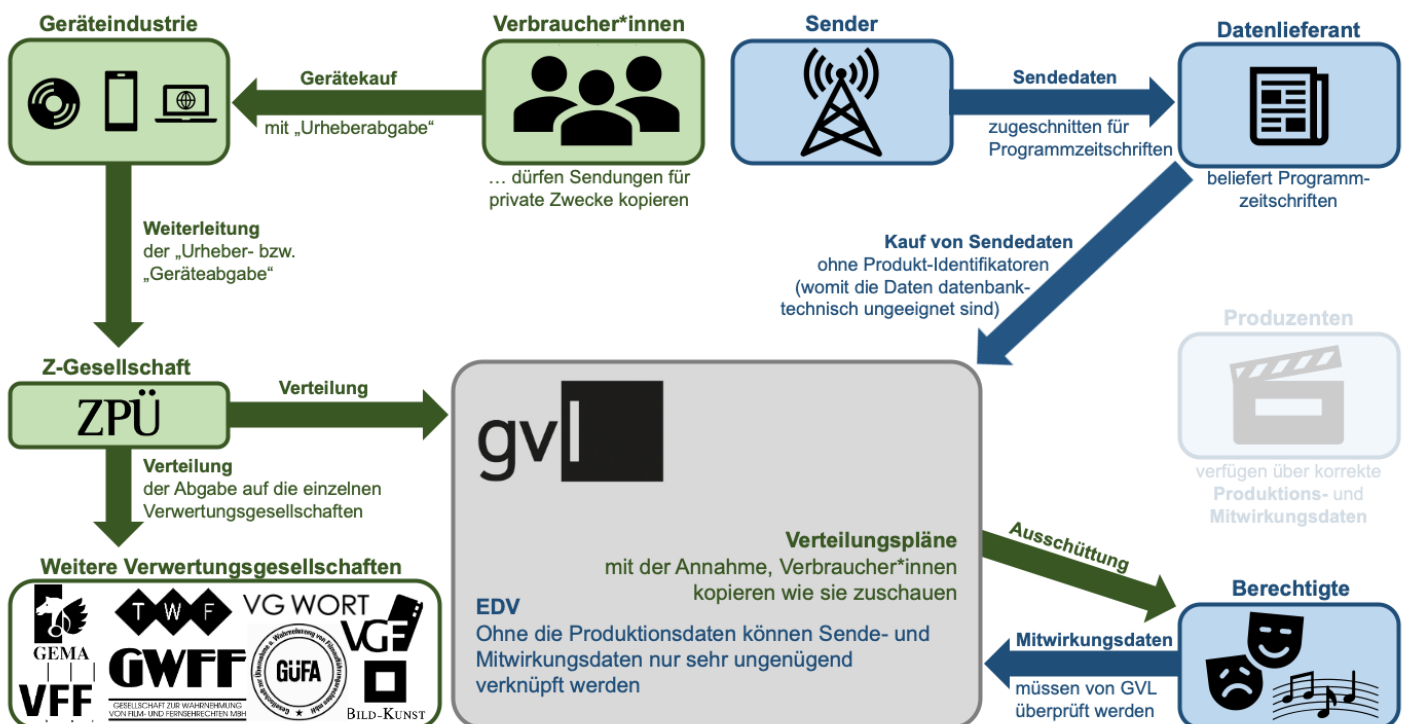 Geräteindustrie
Verbraucher*innen
Sender
Datenlieferant
Gerätekauf
mit „Urheberabgabe“
Sendedaten
zugeschnitten für
Programmzeitschriften
… dürfen Sendungen für
private Zwecke kopieren
beliefert Programm-
zeitschriften
Weiterleitung
der „Urheber- bzw.
„Geräteabgabe“
Kauf von Sendedaten
ohne Produkt-Identifikatoren
(womit die Daten datenbank-
technisch ungeeignet sind)
Produzenten
verfügen über korrekte
Produktions- und
Mitwirkungsdaten
Z-Gesellschaft
ZPÜ
Verteilung
gvl
Verteilung
der Abgabe auf die einzelnen
Verwertungsgesellschaften
Verteilungspläne
mit der Annahme, Verbraucher*innen
kopieren wie sie zuschauen
EDV
Ohne die Produktionsdaten können Sende- und
Mitwirkungsdaten nur sehr ungenügend
verknüpft werden
Ausschüttung
Berechtigte
Mitwirkungsdaten
müssen von GVL
überprüft werden
Weitere Verwertungsgesellschaften
GEMA
TWF
VG WORT
VGF
VFF
GWFF
GESELLSCHAFT ZUR WAHRNEHMUNG
VON FILM- UND FERNSEHRECHTEN MBH
GÜFA
BILD-KUNST